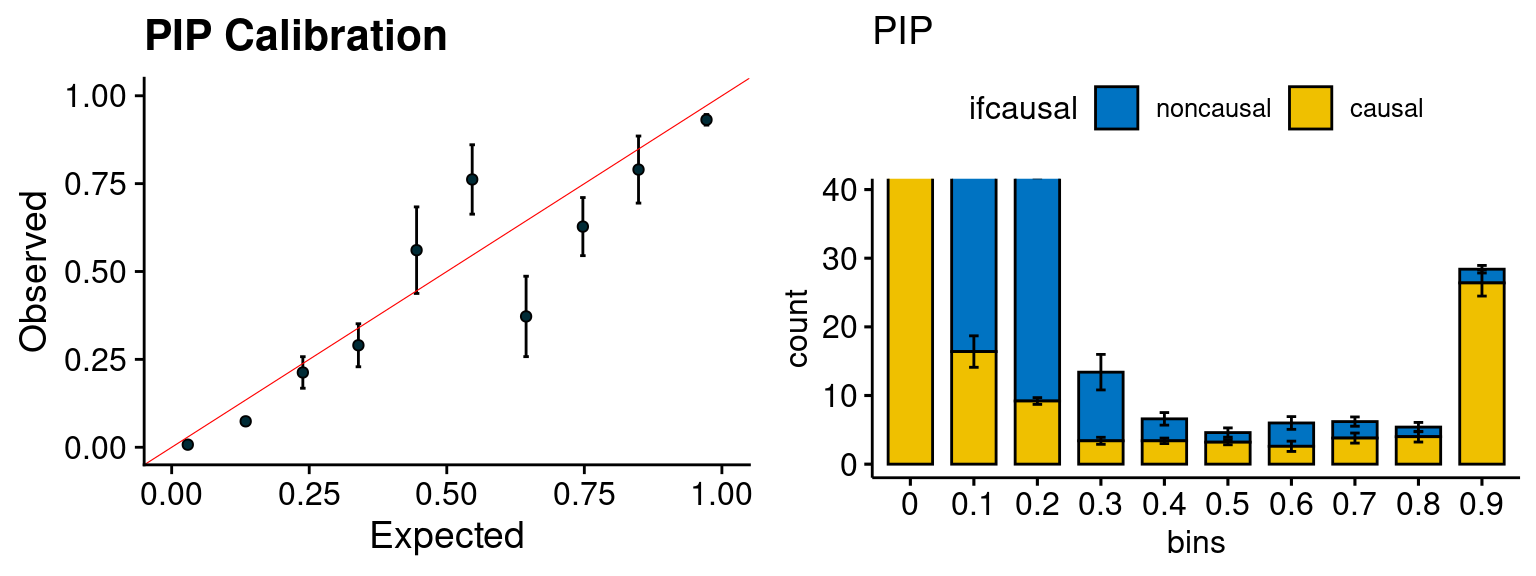 PIP Calibration
1.00
0.75
0.50
0.25
0.00
Observed
0.00 0.25 0.50 0.75 1.00
Expected
PIP
ifcausal noncausal causal
40
30
20
10
0
count
0 0.1 0.2 0.3 0.4 0.5 0.6 0.7 0.8 0.9
bins